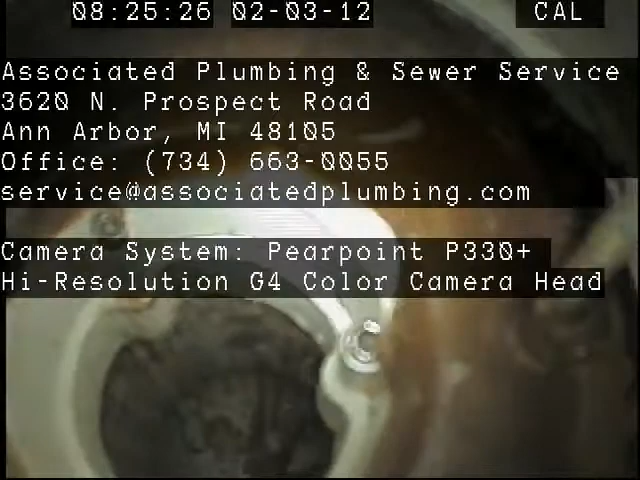 08:25:26 02-03-12 CAL
Associated Plumbing & Sewer Service
3620 N. Prospect Road
Ann Arbor, MI 48105
Office: (734) 663-0055
service@associatedplumbing.com
Camera System: Pearpoint P330+
Hi-Resolution G4 Color Camera Head